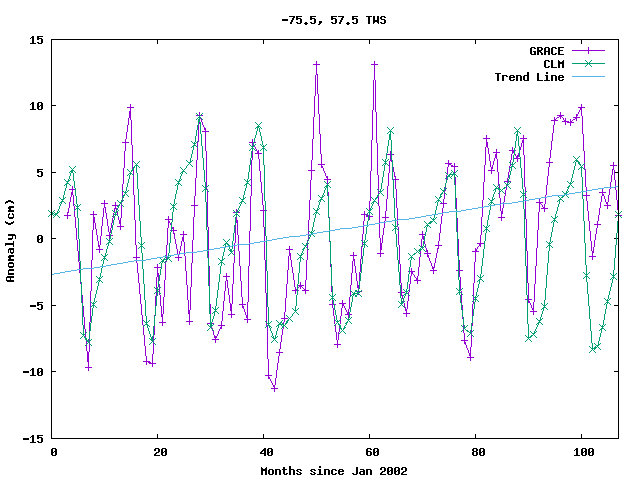 -75.5, 57.5 TWS
GRACE
CLM
Trend Line
15
10
5
0
-5
-10
-15
Anomaly (cm)
0 20 40 60 80 100
Months since Jan 2002